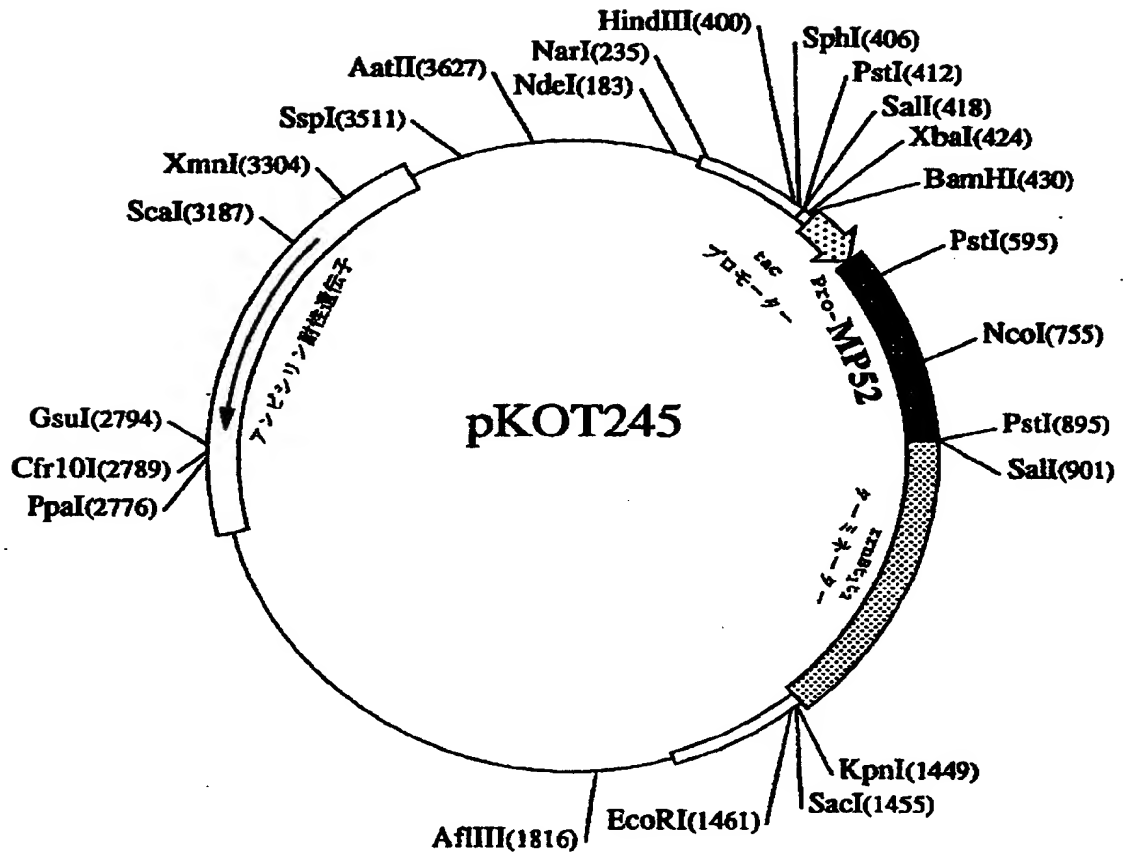 HindIII(400)
SphI(406)
NarI(235)
PstI(412)
AatII(3627)
NdeI(183)
SalI(418)
SspI(3511)
XbaI(424)
XmnI(3304)
BamHI(430)
ScaI(3187)
PstI(595)
tac
プロモーター
Pro-MP52
アンピシリン耐性遺伝子
NcoI(755)
pKOT245
GsuI(2794)
PstI(895)
Cfr10I(2789)
SalI(901)
PpaI(2776)
rrnBt₁t₂
ターミネーター
KpnI(1449)
SacI(1455)
EcoRI(1461)
AflIII(1816)